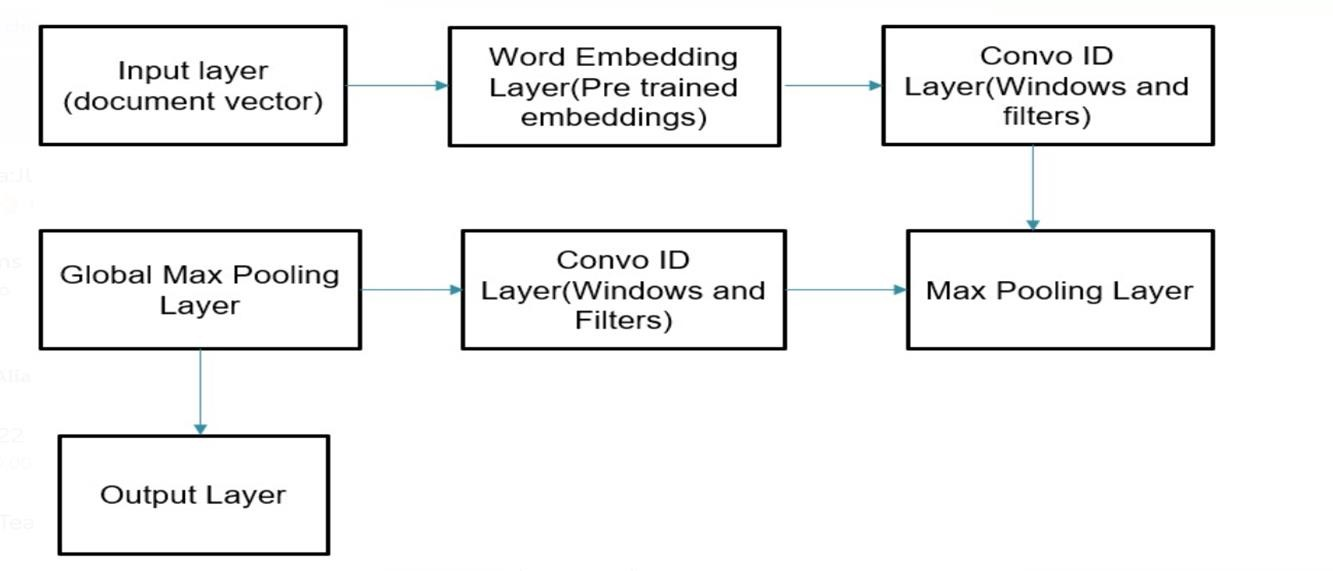 Input layer
(document vector)
Word Embedding
Layer(Pre trained
embeddings)
Convo ID
Layer(Windows and
filters)
Global Max Pooling
Layer
Convo ID
Layer(Windows and
Filters)
Max Pooling Layer
Output Layer